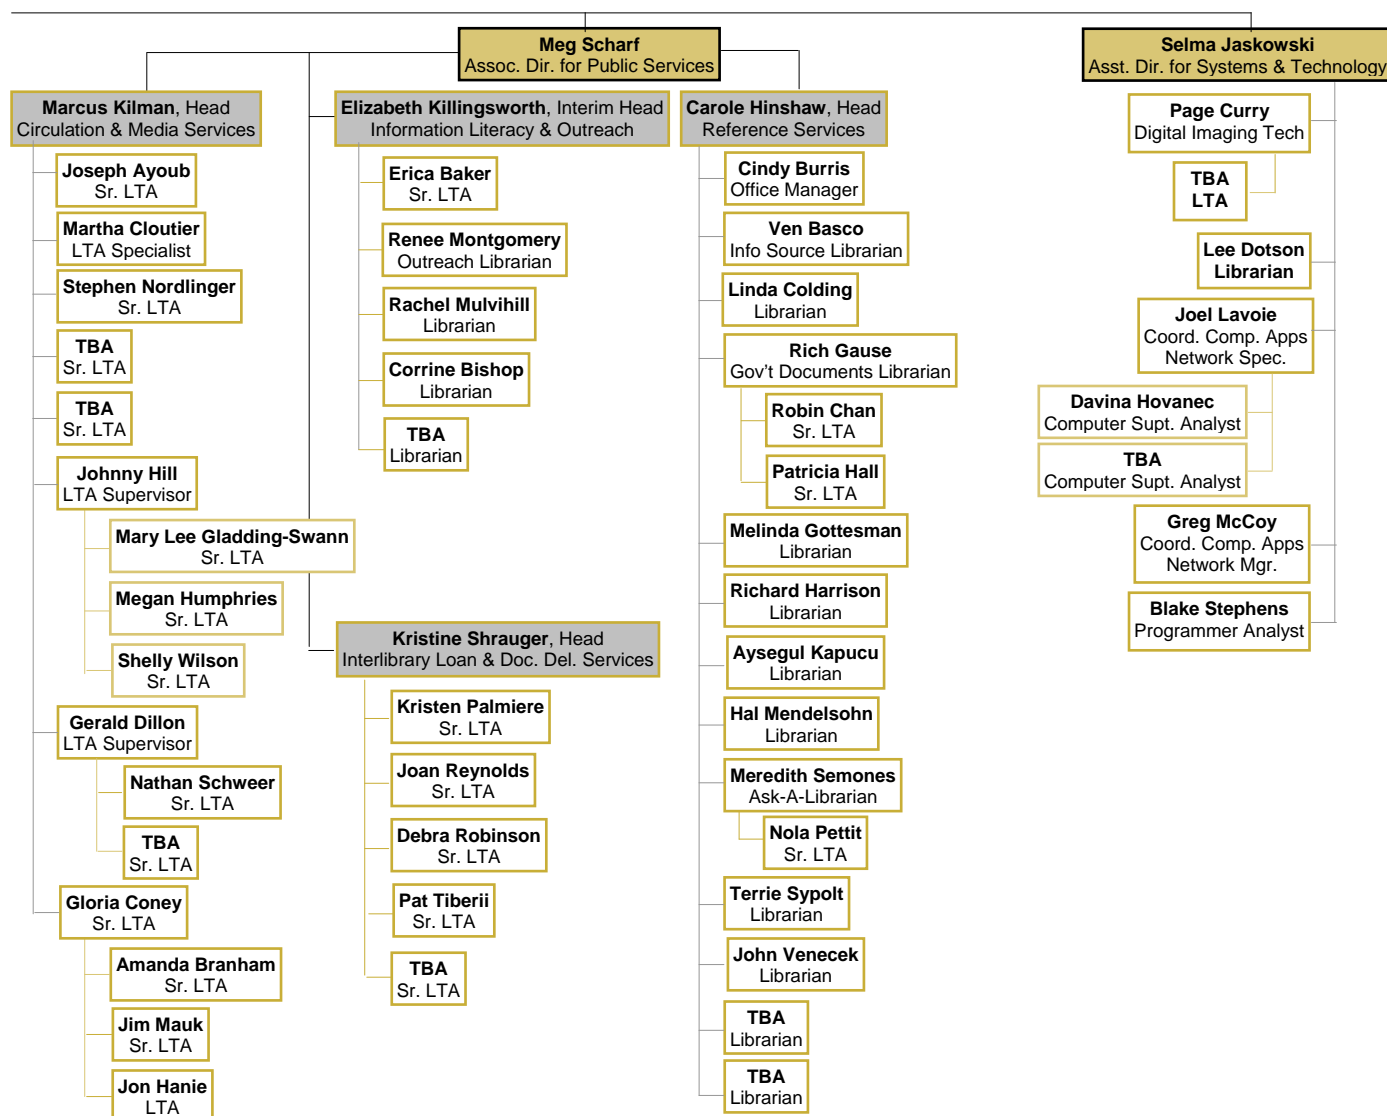 Meg Scharf
Assoc. Dir. for Public Services
Selma Jaskowski
Asst. Dir. for Systems & Technology
Marcus Kilman, Head
Circulation & Media Services
Joseph Ayoub
Sr. LTA
Martha Cloutier
LTA Specialist
Stephen Nordlinger
Sr. LTA
TBA
Sr. LTA
TBA
Sr. LTA
Johnny Hill
LTA Supervisor
Mary Lee Gladding-Swann
Sr. LTA
Megan Humphries
Sr. LTA
Shelly Wilson
Sr. LTA
Gerald Dillon
LTA Supervisor
Nathan Schweer
Sr. LTA
TBA
Sr. LTA
Gloria Coney
Sr. LTA
Amanda Branham
Sr. LTA
Jim Mauk
Sr. LTA
Jon Hanie
LTA
Elizabeth Killingsworth, Interim Head
Information Literacy & Outreach
Erica Baker
Sr. LTA
Renee Montgomery
Outreach Librarian
Rachel Mulvihill
Librarian
Corrine Bishop
Librarian
TBA
Librarian
Kristine Shrauger, Head
Interlibrary Loan & Doc. Del. Services
Kristen Palmiere
Sr. LTA
Joan Reynolds
Sr. LTA
Debra Robinson
Sr. LTA
Pat Tiberii
Sr. LTA
TBA
Sr. LTA
Carole Hinshaw, Head
Reference Services
Cindy Burris
Office Manager
Ven Basco
Info Source Librarian
Linda Colding
Librarian
Rich Gause
Gov't Documents Librarian
Robin Chan
Sr. LTA
Patricia Hall
Sr. LTA
Melinda Gottesman
Librarian
Richard Harrison
Librarian
Aysegul Kapucu
Librarian
Hal Mendelsohn
Librarian
Meredith Semones
Ask-A-Librarian
Nola Pettit
Sr. LTA
Terrie Sypolt
Librarian
John Venecek
Librarian
TBA
Librarian
TBA
Librarian
Page Curry
Digital Imaging Tech
TBA
LTA
Lee Dotson
Librarian
Joel Lavoie
Coord. Comp. Apps
Network Spec.
Davina Hovanec
Computer Supt. Analyst
TBA
Computer Supt. Analyst
Greg McCoy
Coord. Comp. Apps
Network Mgr.
Blake Stephens
Programmer Analyst